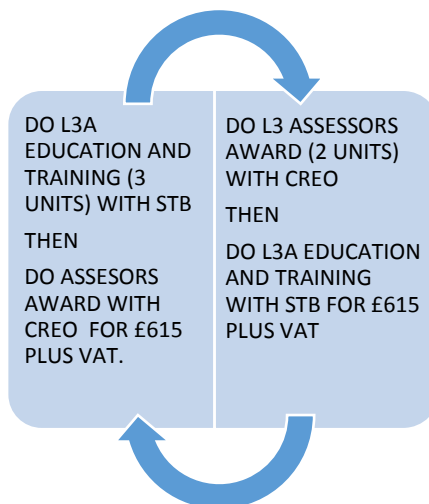 DO L3A
EDUCATION AND
TRAINING (3
UNITS) WITH STB
THEN
DO ASSESORS
AWARD WITH
CREO FOR £615
PLUS VAT.
DO L3 ASSESSORS
AWARD (2 UNITS)
WITH CREO
THEN
DO L3A EDUCATION
AND TRAINING
WITH STB FOR £615
PLUS VAT